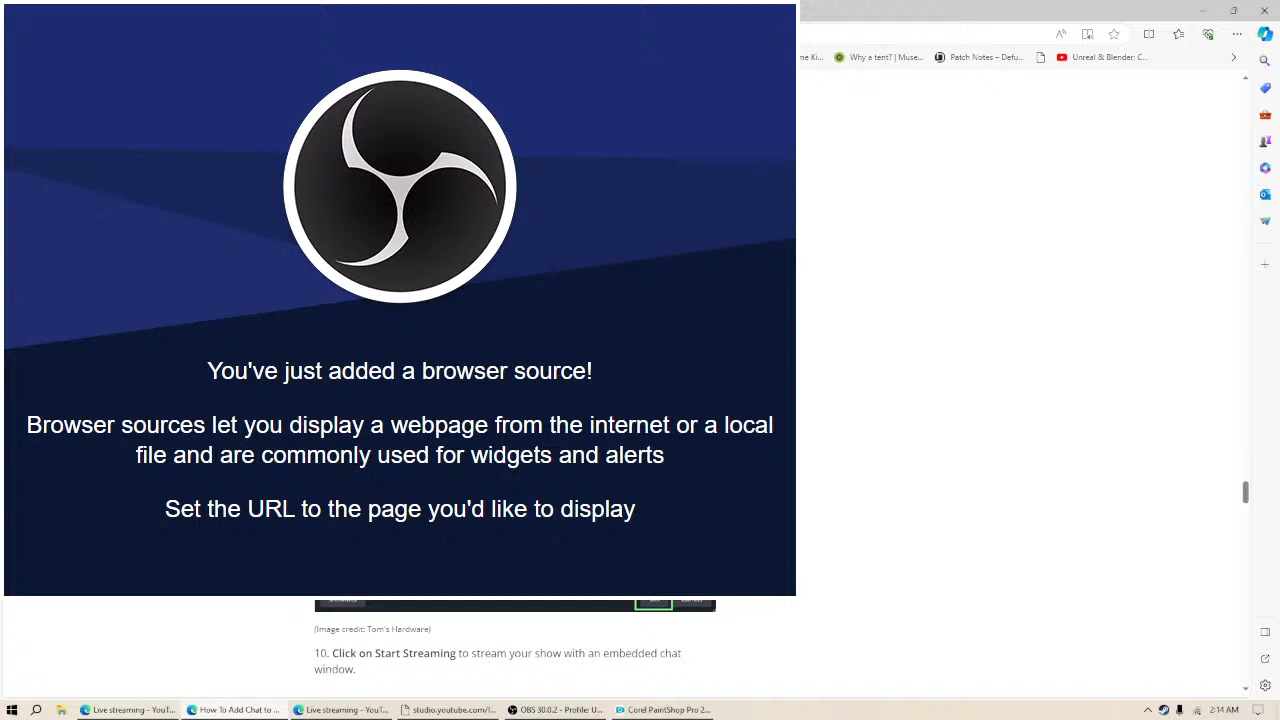 me Ki...
Why a tent? | Muse...
Patch Notes – Defu...
Unreal & Blender: C...
You've just added a browser source!
Browser sources let you display a webpage from the internet or a local
file and are commonly used for widgets and alerts
Set the URL to the page you'd like to display
(Image credit: Tom's Hardware)
10. Click on Start Streaming to stream your show with an embedded chat
window.
Live streaming - YouT...
How To Add Chat to ...
Live streaming - YouT...
studio.youtube.com/l...
OBS 30.0.2 - Profile: U...
Corel PaintShop Pro 2...
2:14 AM